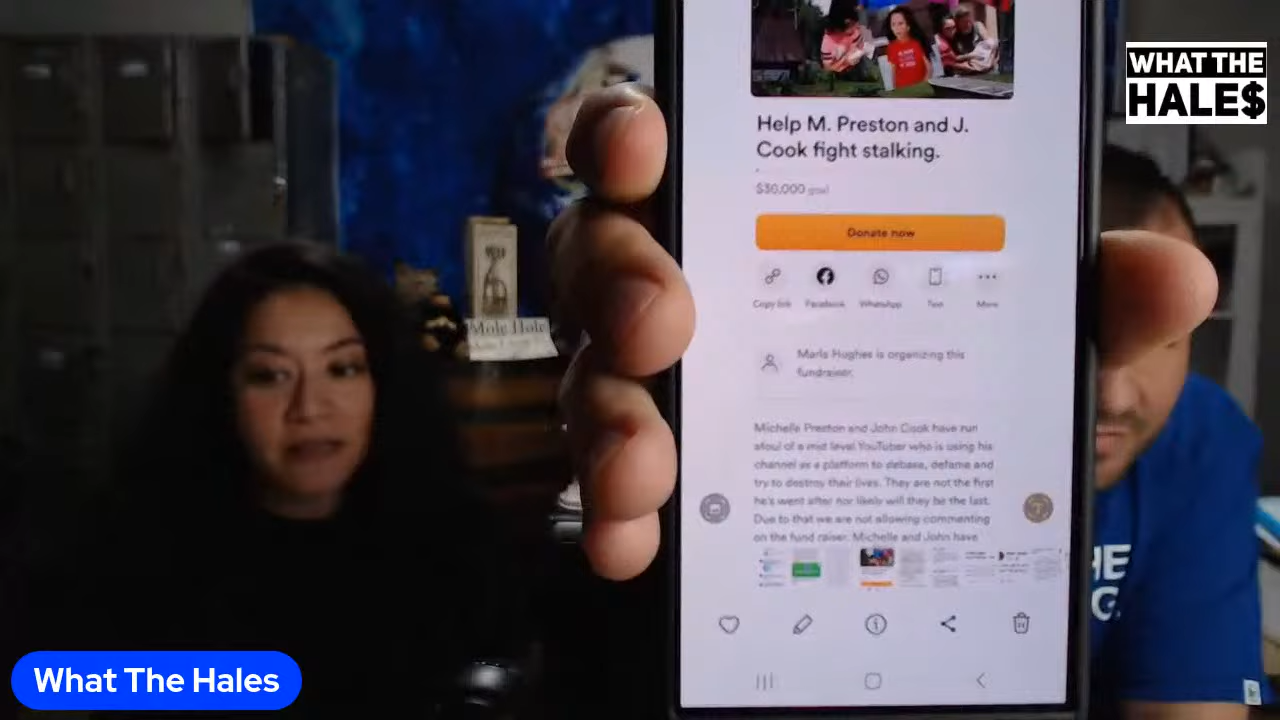 WHAT THE
HALE$
Help M. Preston and J.
Cook fight stalking.
$30,000 goal
Donate now
Copy link Facebook WhatsApp Text More
Marla Hughes is organizing this
fundraiser.
Michelle Preston and John Cook have run
afoul of a mid level YouTuber who is using his
channel as a platform to debase, defame and
try to destroy their lives. They are not the first
he's went after nor likely will they be the last.
Due to that we are not allowing commenting
on the fund raiser. Michelle and John have
Mole Hole
HE
G
What The Hales